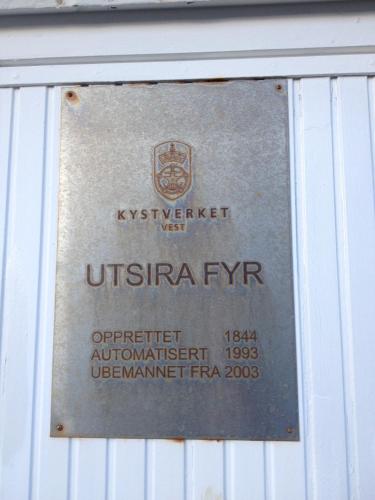 KYSTVERKET
VEST
UTSIRA FYR
OPPRETTET 1844
AUTOMATISERT 1993
UBEMANNET FRA 2003